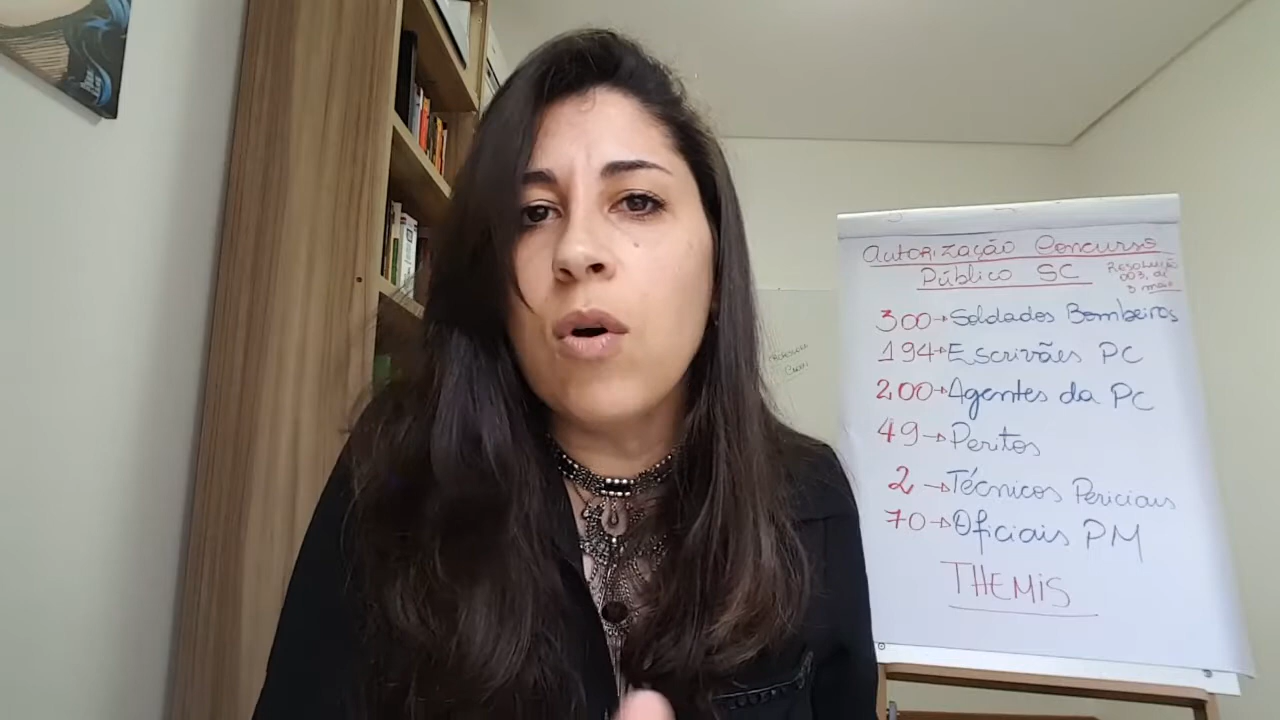 Autorização Concurso
Público SC
Resolução
003, de
3 maio
300→Soldados Bombeiros
194→Escrivães PC
200→Agentes da PC
49→Peritos
2→Técnicos Periciais
70→Oficiais PM
THEMIS